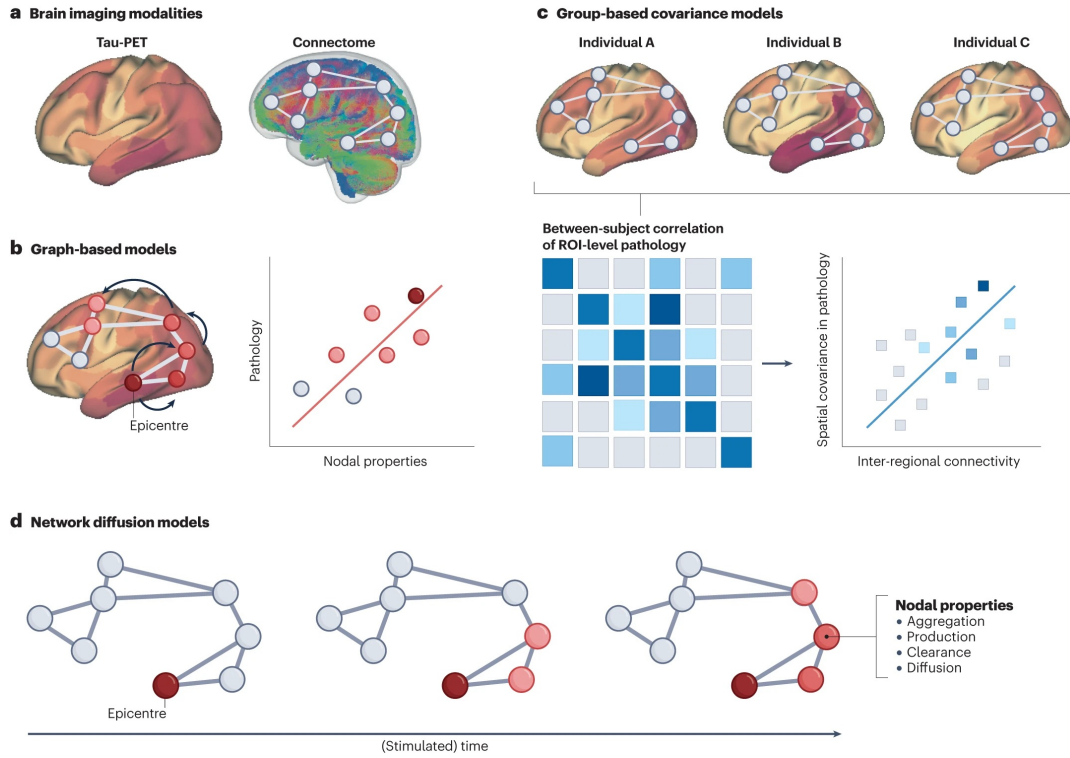 a Brain imaging modalities
Tau-PET
Connectome
b Graph-based models
Epicentre
Pathology
Nodal properties
c Group-based covariance models
Individual A
Individual B
Individual C
Between-subject correlation
of ROI-level pathology
Spatial covariance in pathology
Inter-regional connectivity
d Network diffusion models
Epicentre
Nodal properties
• Aggregation
• Production
• Clearance
• Diffusion
(Stimulated) time